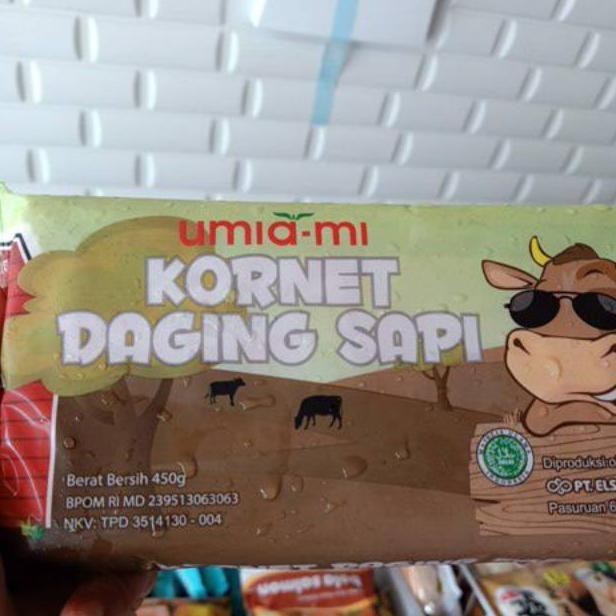 umia-mi
KORNET
DAGING SAPI
Berat Bersih 450g
BPOM RI MD 239513063063
NKV: TPD 3514130 - 004
Diproduksi o
PT. ELS
Pasuruan 6